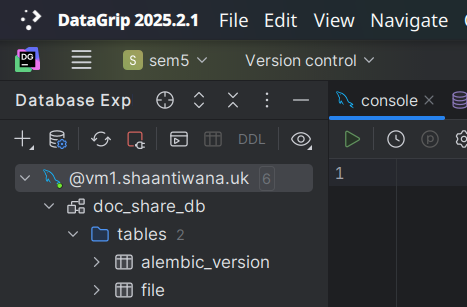 DataGrip 2025.2.1 File Edit View Navigate
DG S sem5 Version control
Database Exp console
DDL
@vm1.shaantiwana.uk 6 1
doc_share_db
tables 2
alembic_version
file